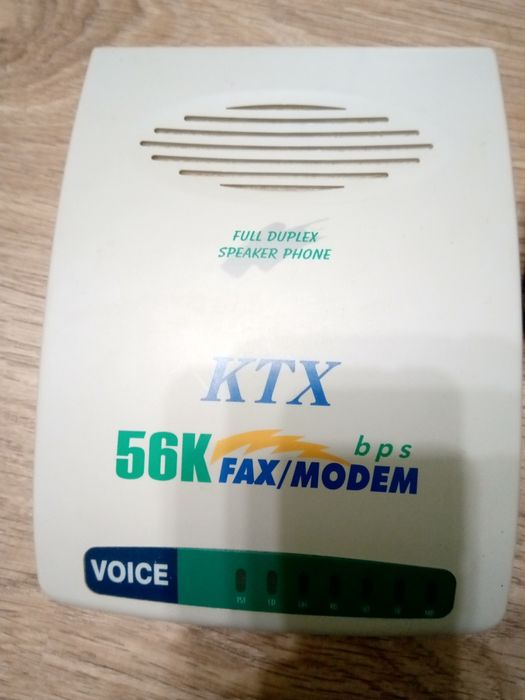 FULL DUPLEX
SPEAKER PHONE
KTX
56K bps
FAX/MODEM
VOICE